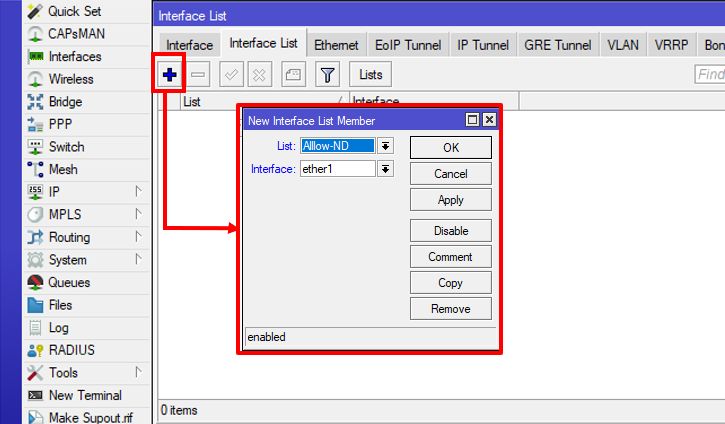 Quick Set
CAPsMAN
Interfaces
Wireless
Bridge
PPP
Switch
Mesh
IP
MPLS
Routing
System
Queues
Files
Log
RADIUS
Tools
New Terminal
Make Supout.rif
Interface List
Interface Interface List Ethernet EoIP Tunnel IP Tunnel GRE Tunnel VLAN VRRP Bon
Lists Find
List Interface
New Interface List Member
List: Alllow-ND
Interface: ether1
OK
Cancel
Apply
Disable
Comment
Copy
Remove
enabled
0 items